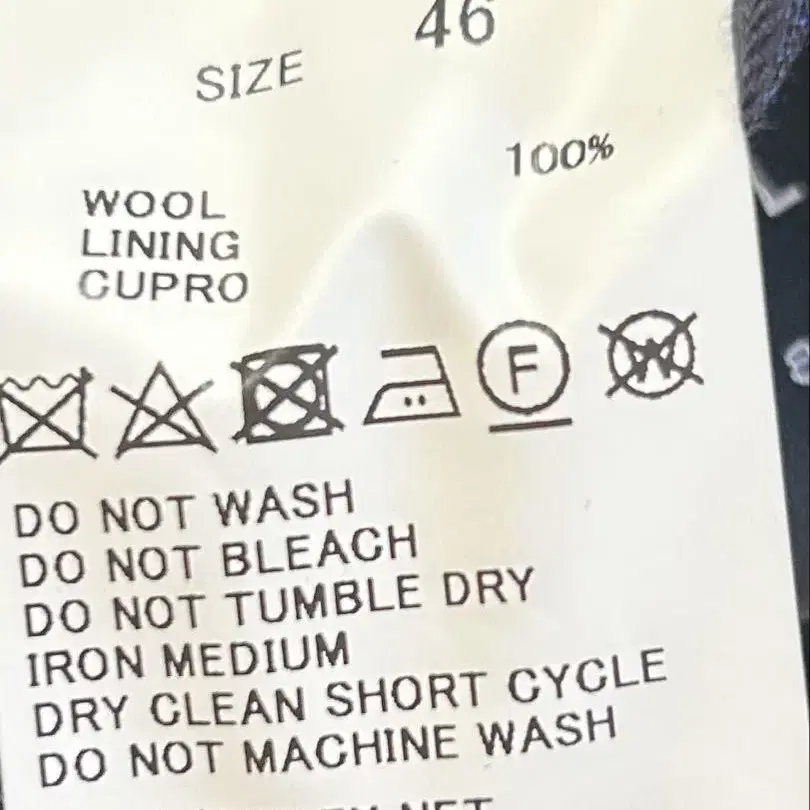 46
SIZE
100%
WOOL
LINING
CUPRO
F
W
DO NOT WASH
DO NOT BLEACH
DO NOT TUMBLE DRY
IRON MEDIUM
DRY CLEAN SHORT CYCLE
DO NOT MACHINE WASH
NET